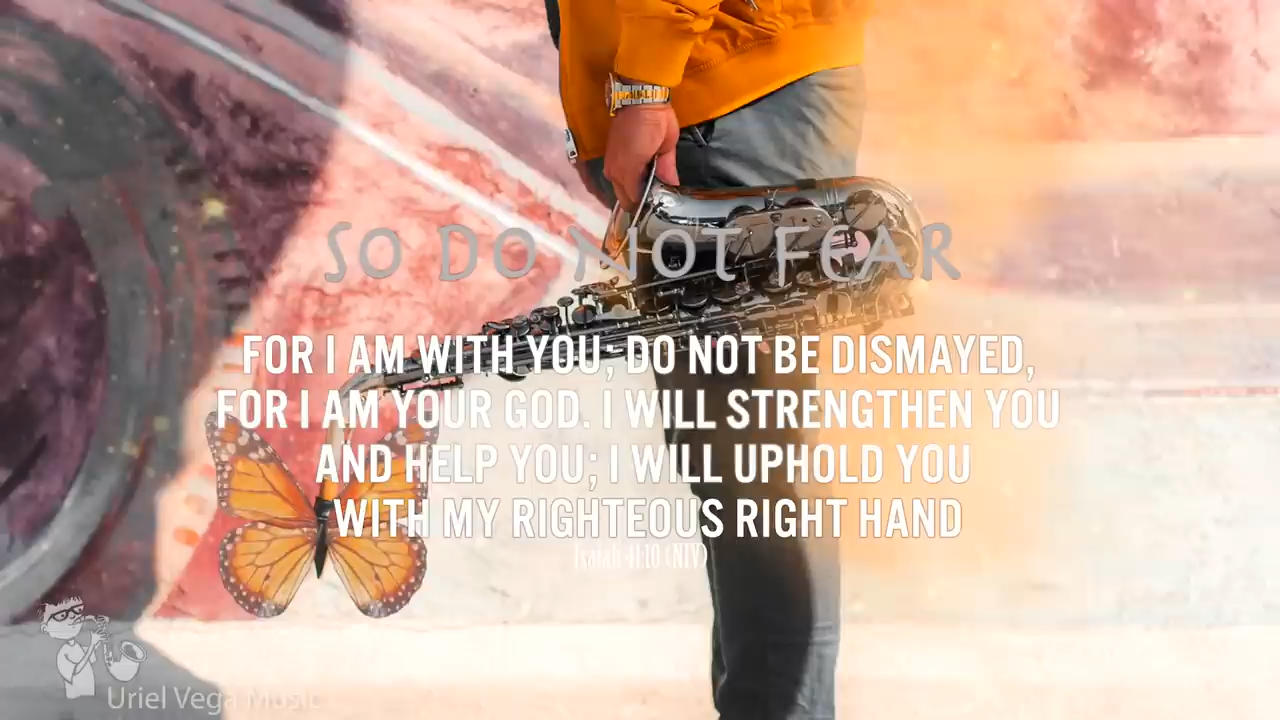 SO DO NOT FEAR
FOR I AM WITH YOU; DO NOT BE DISMAYED,
FOR I AM YOUR GOD. I WILL STRENGTHEN YOU
AND HELP YOU; I WILL UPHOLD YOU
WITH MY RIGHTEOUS RIGHT HAND
Isaiah 41:10 (NIV)
Uriel Vega Music